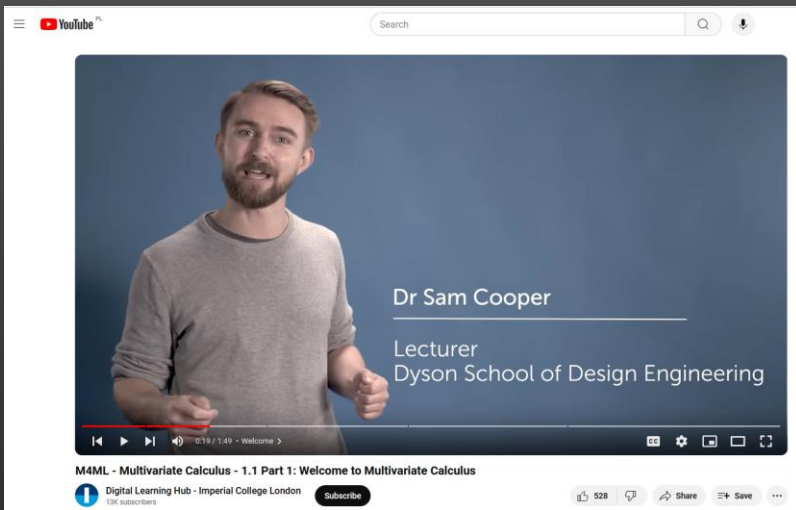 YouTube PL
Search
Dr Sam Cooper
Lecturer
Dyson School of Design Engineering
0:19 / 1:49 • Welcome >
CC
M4ML - Multivariate Calculus - 1.1 Part 1: Welcome to Multivariate Calculus
Digital Learning Hub - Imperial College London
13K subscribers
Subscribe
528
Share
Save